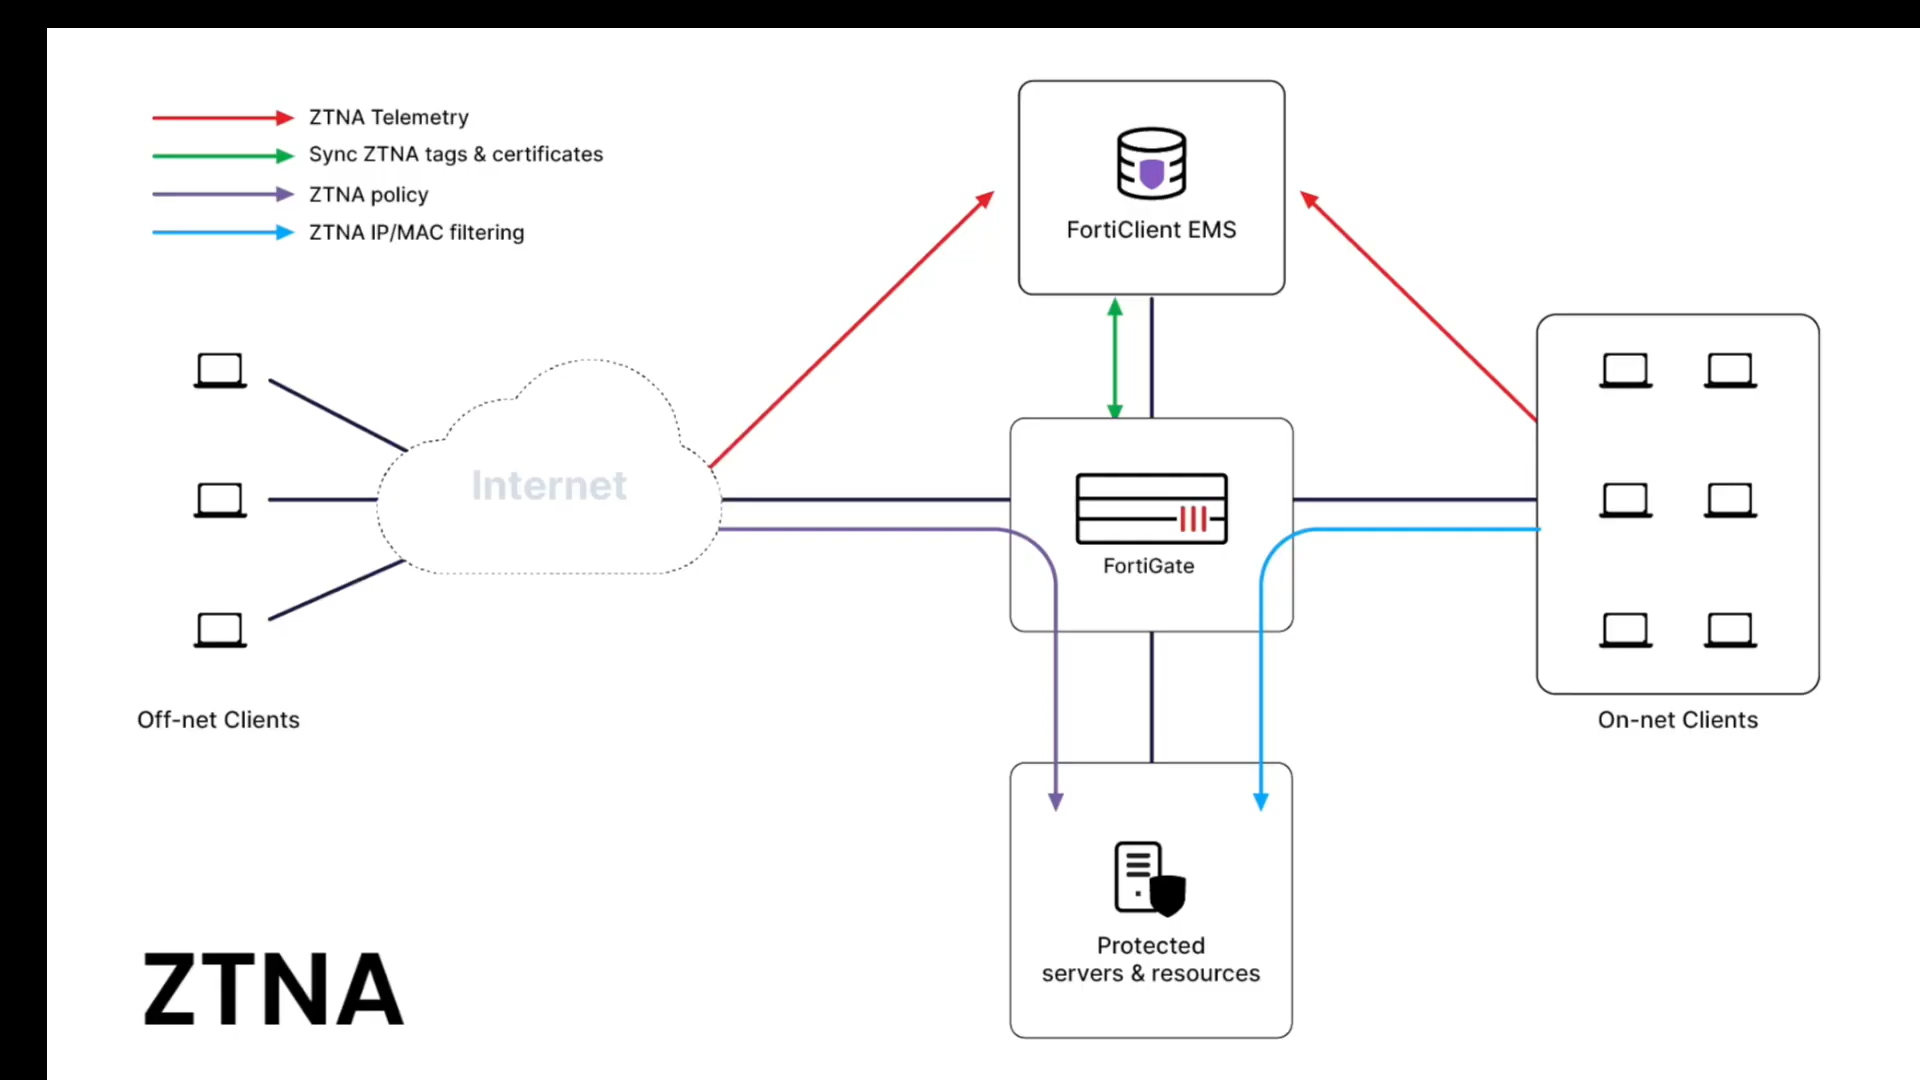 ZTNA Telemetry
Sync ZTNA tags & certificates
ZTNA policy
ZTNA IP/MAC filtering
FortiClient EMS
Internet
FortiGate
Off-net Clients
On-net Clients
Protected
servers & resources
ZTNA